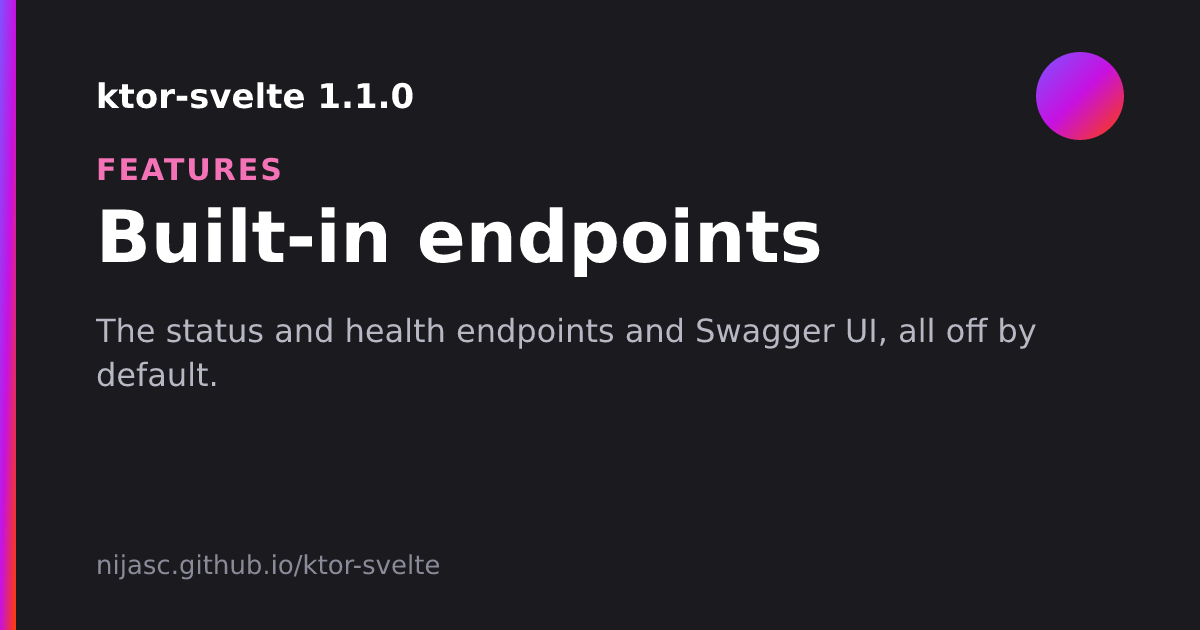 ktor-svelte 1.1.0
FEATURES
Built-in endpoints
The status and health endpoints and Swagger UI, all off by
default.
nijasc.github.io/ktor-svelte